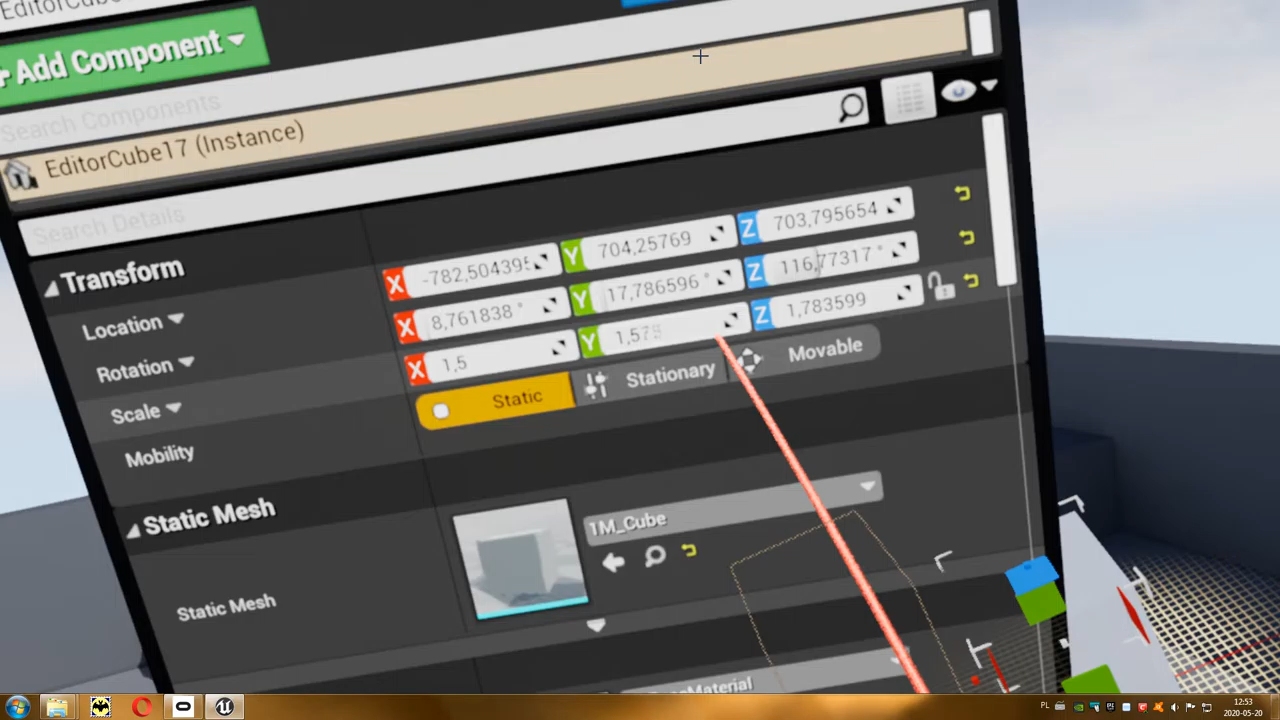 + Add Component
Search Components
EditorCube17 (Instance)
Search Details
Transform
Location X -782,504395 Y 704,25769 Z 703,795654
Rotation X 8,761838 ° Y 17,786596 ° Z 116,77317 °
Scale X 1,5 Y 1,575 Z 1,783599
Mobility Static Stationary Movable
Static Mesh
1M_Cube
Static Mesh
PL
12:53
2020-05-20